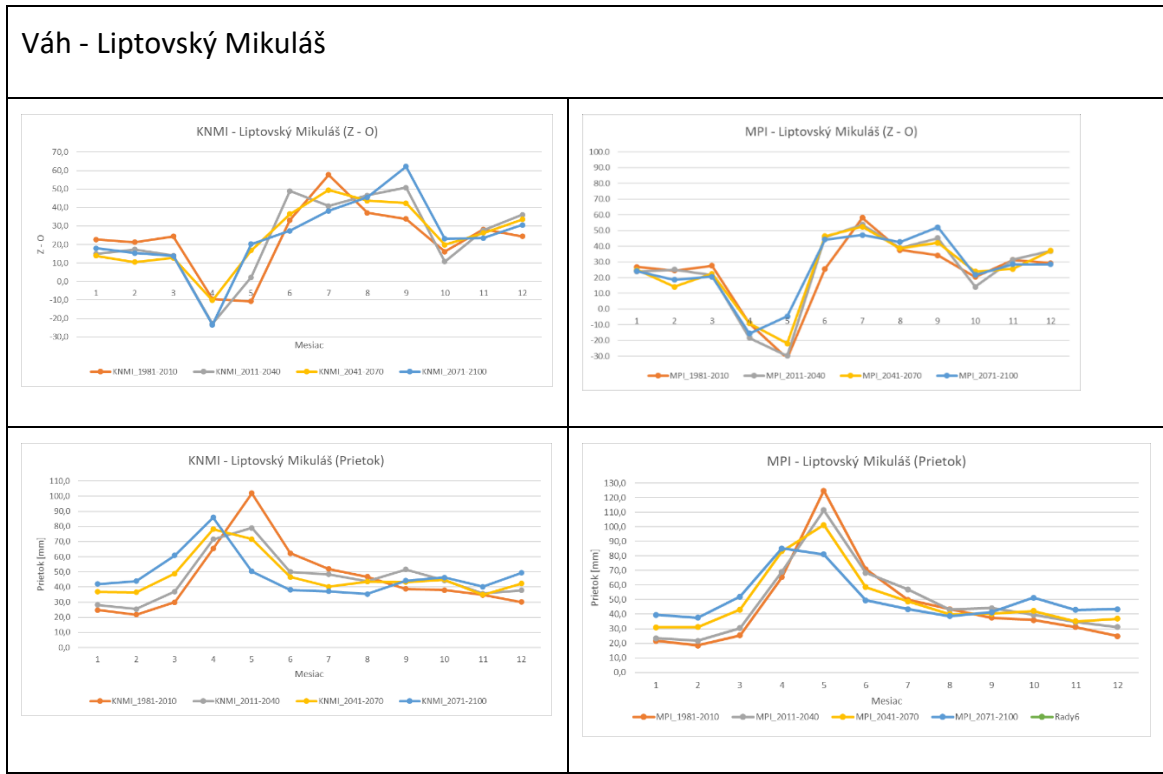 Váh - Liptovský Mikuláš
KNMI - Liptovský Mikuláš (Z - O)
70,0
60,0
50,0
40,0
30,0
20,0
10,0
0,0
-10,0
-20,0
-30,0
Z - O
1 2 3 4 5 6 7 8 9 10 11 12
Mesiac
KNMI_1981-2010 KNMI_2011-2040 KNMI_2041-2070 KNMI_2071-2100
MPI - Liptovský Mikuláš (Z - O)
100.0
90.0
80.0
70.0
60.0
50.0
40.0
30.0
20.0
10.0
0.0
-10.0
-20.0
-30.0
1 2 3 4 5 6 7 8 9 10 11 12
MPI_1981-2010 MPI_2011-2040 MPI_2041-2070 MPI_2071-2100
KNMI - Liptovský Mikuláš (Prietok)
110,0
100,0
90,0
80,0
70,0
60,0
50,0
40,0
30,0
20,0
10,0
0,0
Prietok [mm]
1 2 3 4 5 6 7 8 9 10 11 12
Mesiac
KNMI_1981-2010 KNMI_2011-2040 KNMI_2041-2070 KNMI_2071-2100
MPI - Liptovský Mikuláš (Prietok)
130,0
120,0
110,0
100,0
90,0
80,0
70,0
60,0
50,0
40,0
30,0
20,0
10,0
0,0
Prietok [mm]
1 2 3 4 5 6 7 8 9 10 11 12
Mesiac
MPI_1981-2010 MPI_2011-2040 MPI_2041-2070 MPI_2071-2100 Rady6